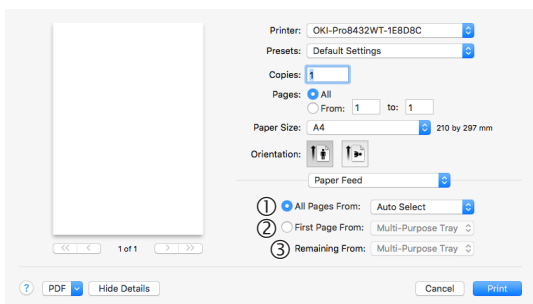 Printer: OKI-Pro8432WT-1E8D8C
Presets: Default Settings
Copies: 1
Pages: All
From: 1 to: 1
Paper Size: A4 210 by 297 mm
Orientation:
Paper Feed
① All Pages From: Auto Select
② First Page From: Multi-Purpose Tray
③ Remaining From: Multi-Purpose Tray
<< < 1 of 1 > >>
? PDF Hide Details Cancel Print